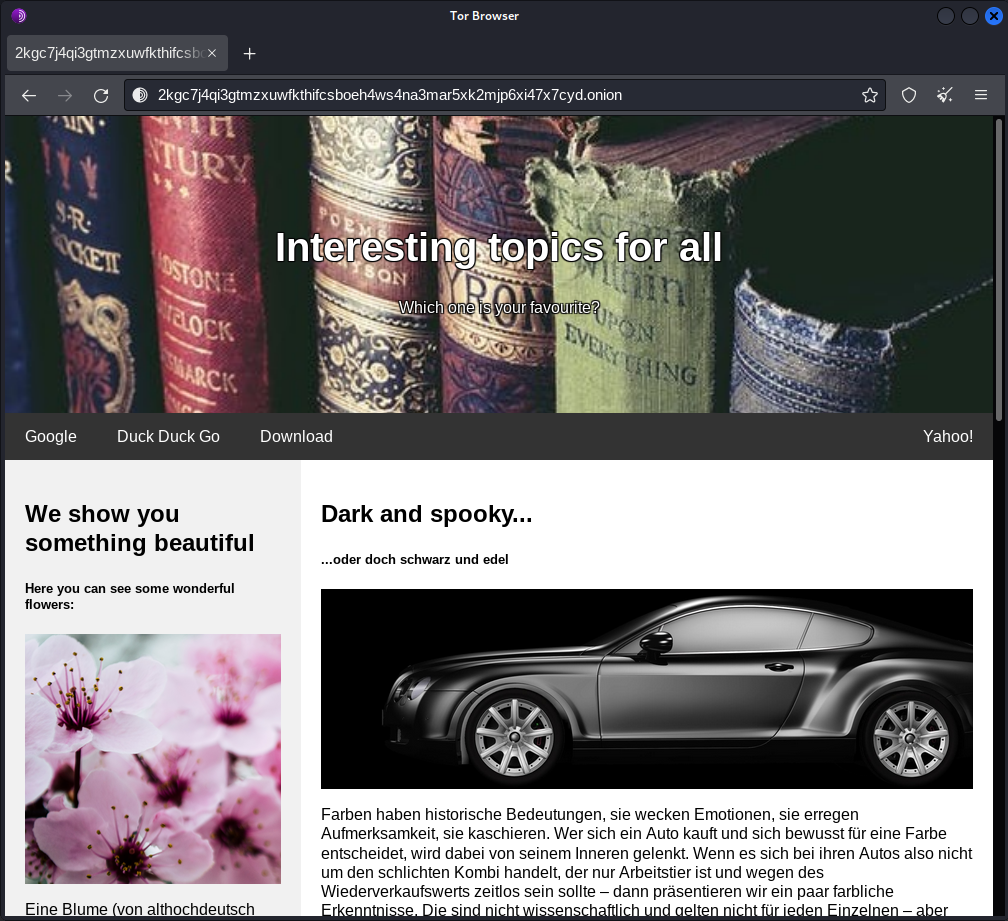 Tor Browser
2kgc7j4qi3gtmzxuwfkthifcsb
2kgc7j4qi3gtmzxuwfkthifcsboeh4ws4na3mar5xk2mjp6xi47x7cyd.onion
NTURY
POEMS
UPON
EVERYTHING
Interesting topics for all
Which one is your favourite?
Google
Duck Duck Go
Download
Yahoo!
We show you
something beautiful
Here you can see some wonderful
flowers:
Eine Blume (von althochdeutsch
Dark and spooky...
...oder doch schwarz und edel
Farben haben historische Bedeutungen, sie wecken Emotionen, sie erregen
Aufmerksamkeit, sie kaschieren. Wer sich ein Auto kauft und sich bewusst für eine Farbe
entscheidet, wird dabei von seinem Inneren gelenkt. Wenn es sich bei ihren Autos also nicht
um den schlichten Kombi handelt, der nur Arbeitstier ist und wegen des
Wiederverkaufswerts zeitlos sein sollte – dann präsentieren wir ein paar farbliche
Erkenntnisse. Die sind nicht wissenschaftlich und gelten nicht für jeden Einzelnen – aber